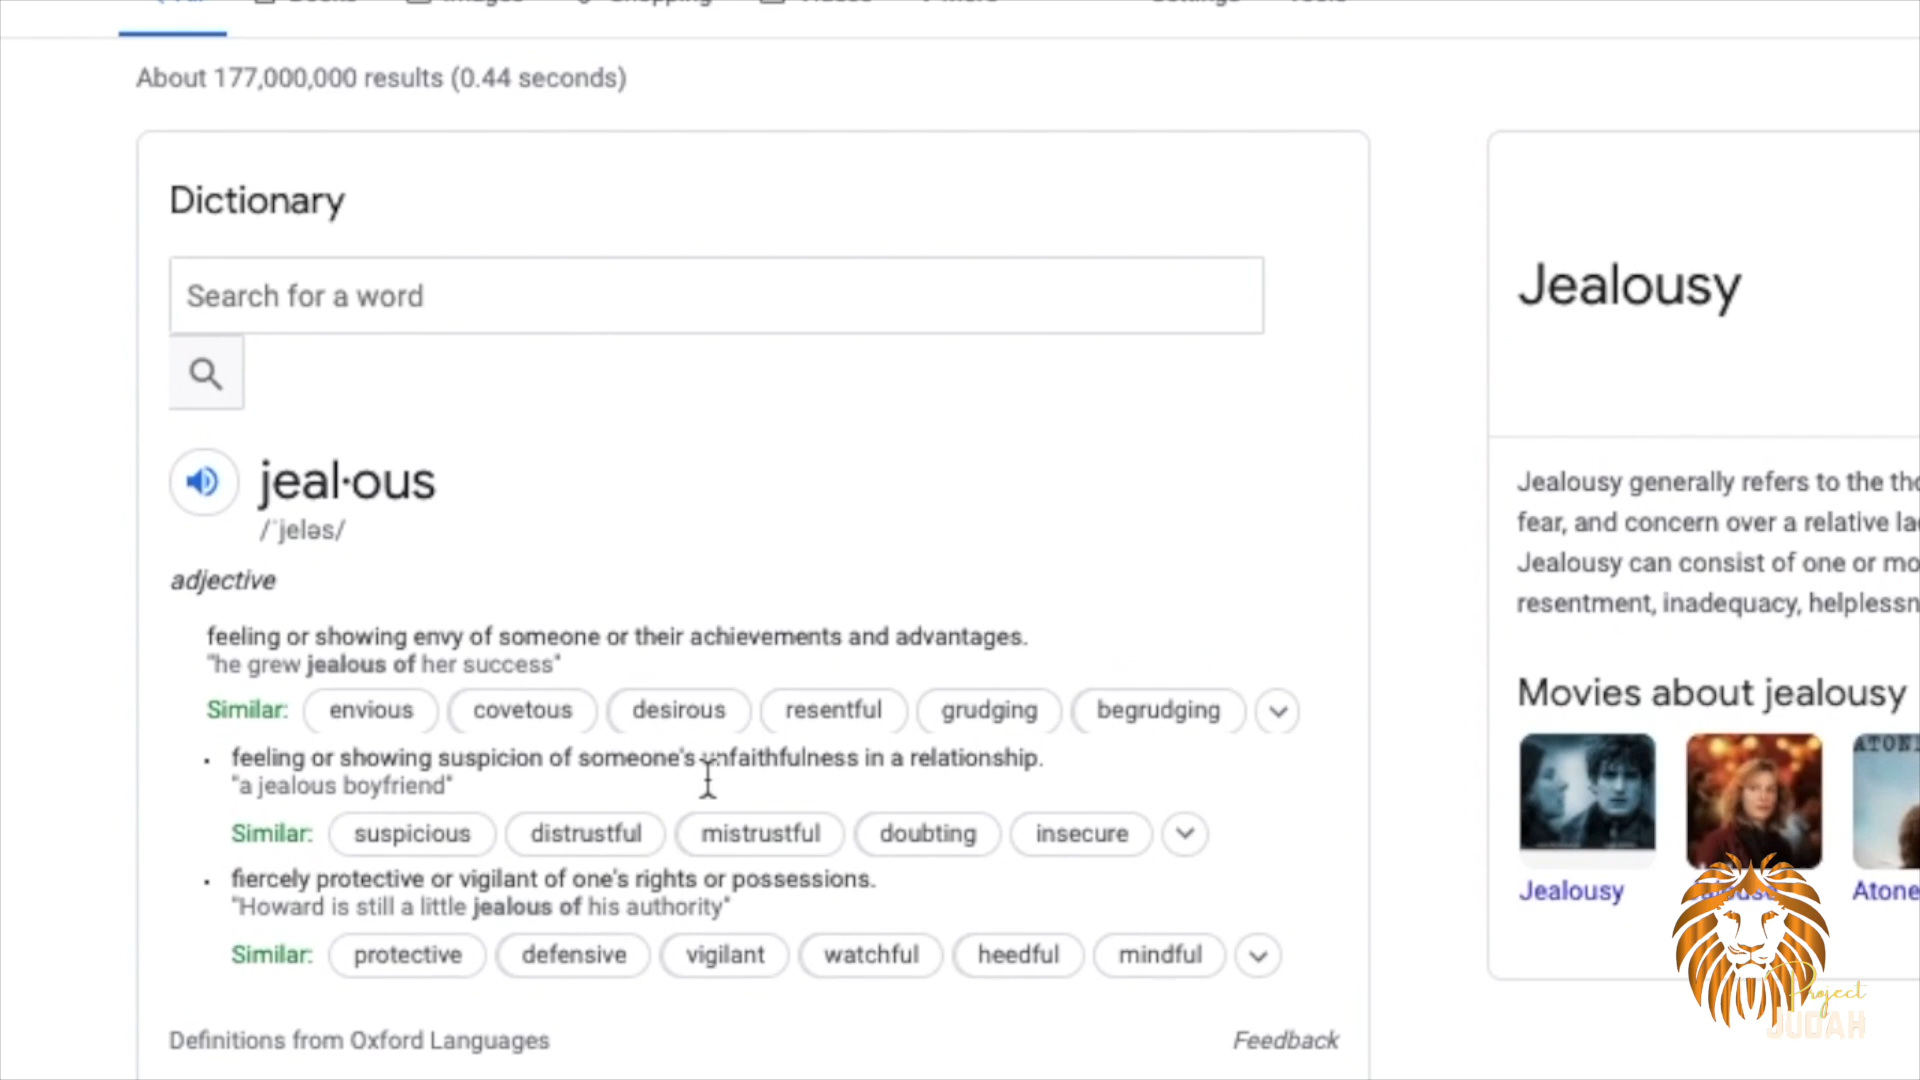 About 177,000,000 results (0.44 seconds)
Dictionary
Search for a word
jeal·ous
/ˈjeləs/
adjective
feeling or showing envy of someone or their achievements and advantages.
"he grew jealous of her success"
Similar: envious covetous desirous resentful grudging begrudging
• feeling or showing suspicion of someone's unfaithfulness in a relationship.
"a jealous boyfriend"
Similar: suspicious distrustful mistrustful doubting insecure
• fiercely protective or vigilant of one's rights or possessions.
"Howard is still a little jealous of his authority"
Similar: protective defensive vigilant watchful heedful mindful
Definitions from Oxford Languages
Feedback
Jealousy
Jealousy generally refers to the
fear, and concern over a relative
Jealousy can consist of one or
resentment, inadequacy,
Movies about jealousy
Jealousy
Project
JUDAH